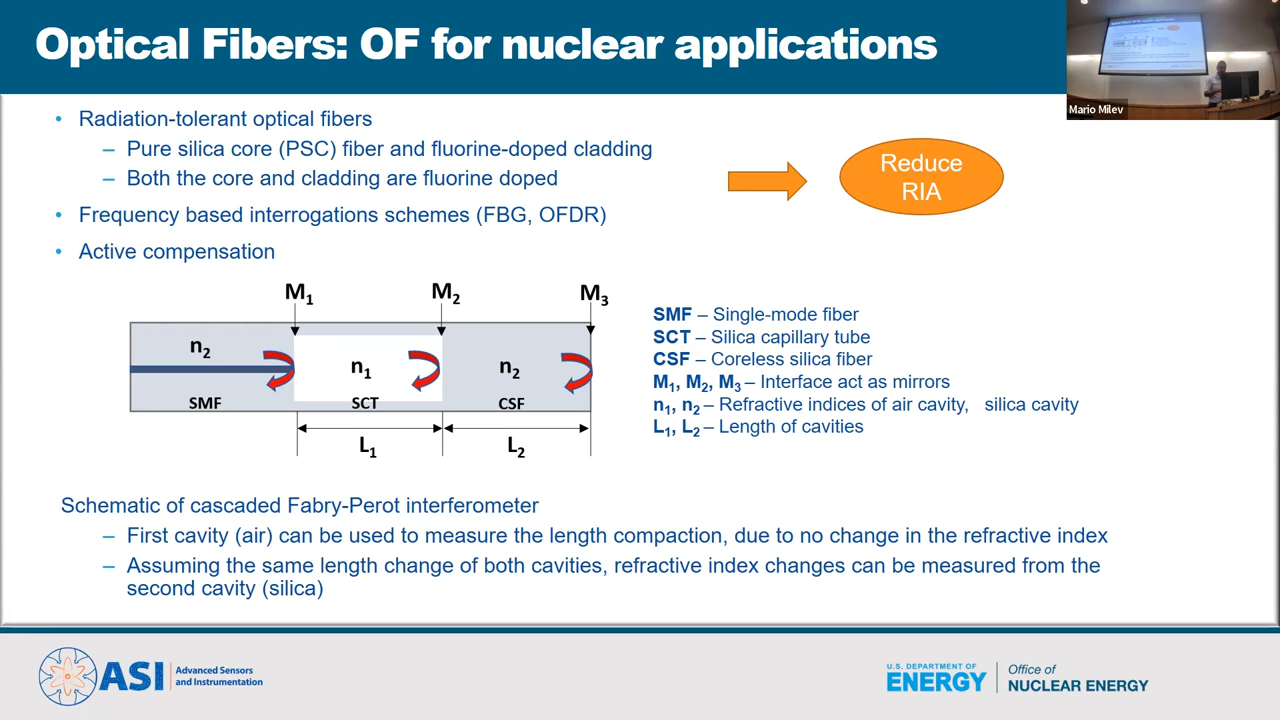 Optical Fibers: OF for nuclear applications
Mario Milev
• Radiation-tolerant optical fibers
– Pure silica core (PSC) fiber and fluorine-doped cladding
– Both the core and cladding are fluorine doped
• Frequency based interrogations schemes (FBG, OFDR)
• Active compensation
Reduce
RIA
M1 M2 M3
n2 n1 n2
SMF SCT CSF
L1 L2
SMF – Single-mode fiber
SCT – Silica capillary tube
CSF – Coreless silica fiber
M1, M2, M3 – Interface act as mirrors
n1, n2 – Refractive indices of air cavity, silica cavity
L1, L2 – Length of cavities
Schematic of cascaded Fabry-Perot interferometer
– First cavity (air) can be used to measure the length compaction, due to no change in the refractive index
– Assuming the same length change of both cavities, refractive index changes can be measured from the
second cavity (silica)
ASI
Advanced Sensors
and Instrumentation
U.S. DEPARTMENT OF
ENERGY
Office of
NUCLEAR ENERGY